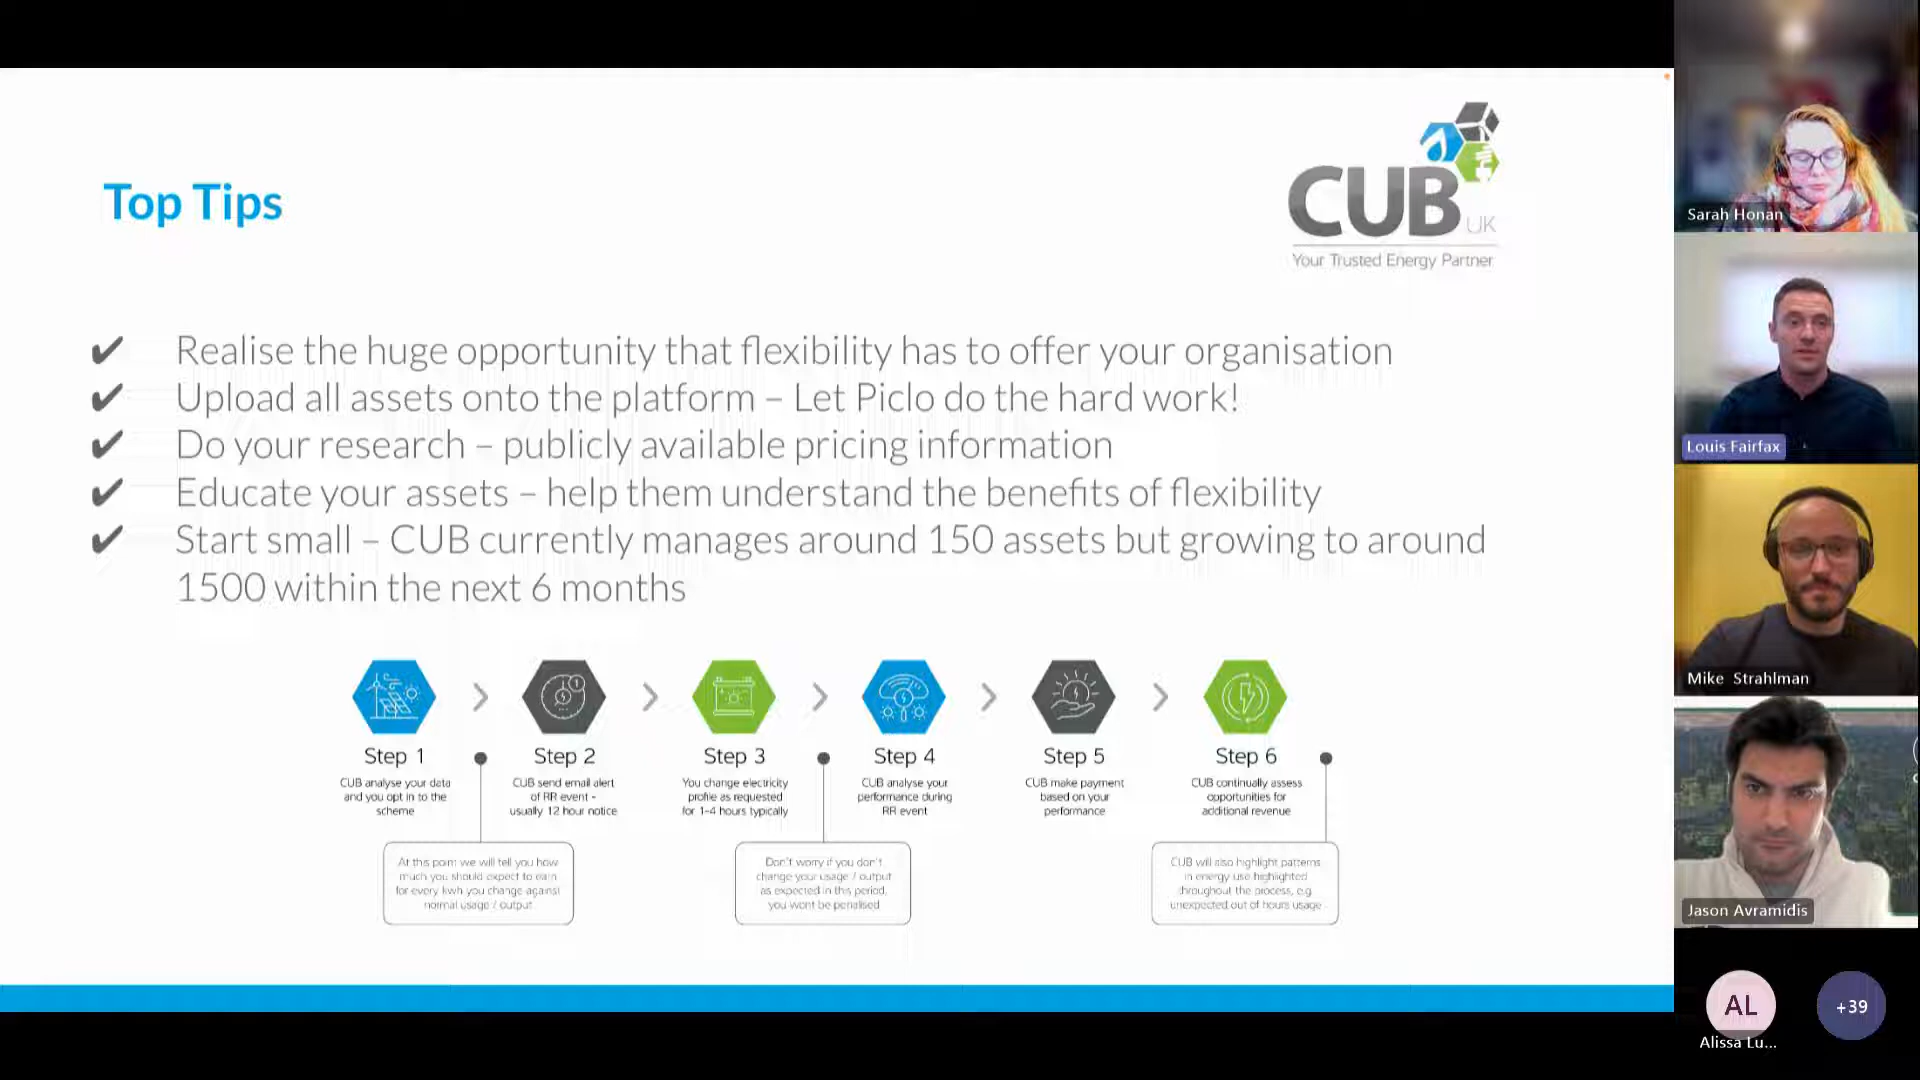 Top Tips
CUB UK
Your Trusted Energy Partner
✔ Realise the huge opportunity that flexibility has to offer your organisation
✔ Upload all assets onto the platform – Let Piclo do the hard work!
✔ Do your research – publicly available pricing information
✔ Educate your assets – help them understand the benefits of flexibility
✔ Start small – CUB currently manages around 150 assets but growing to around
1500 within the next 6 months
Step 1
CUB analyse your data
and you opt in to the
scheme
Step 2
CUB send email alert
of RR event –
usually 12 hour notice
Step 3
You change electricity
profile as requested
for 1-4 hours typically
Step 4
CUB analyse your
performance during
RR event
Step 5
CUB make payment
based on your
performance
Step 6
CUB continually assess
opportunities for
additional revenue
At this point we will tell you how
much you should expect to earn
for every kwh you change against
normal usage / output
Don't worry if you don't
change your usage / output
as expected in this period,
you wont be penalised
CUB will also highlight patterns
in energy use highlighted
throughout the process, e.g.
unexpected out of hours usage
Sarah Honan
Louis Fairfax
Mike Strahlman
Jason Avramidis
AL
Alissa Lu...
+39